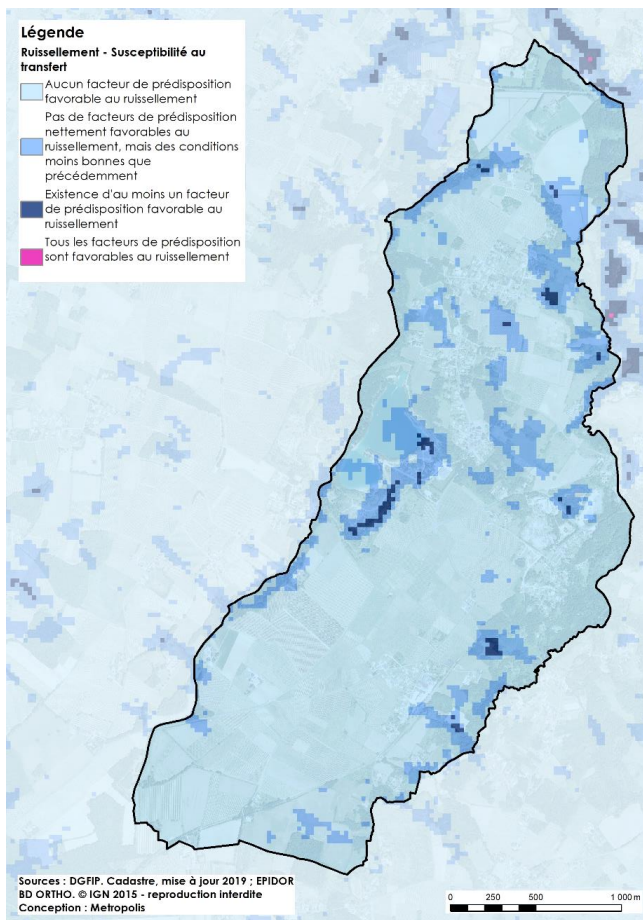 Légende
Ruissellement - Susceptibilité au
transfert
Aucun facteur de prédisposition
favorable au ruissellement
Pas de facteurs de prédisposition
nettement favorables au
ruissellement, mais des conditions
moins bonnes que
précédemment
Existence d'au moins un facteur
de prédisposition favorable au
ruissellement
Tous les facteurs de prédisposition
sont favorables au ruissellement
Sources : DGFIP. Cadastre, mise à jour 2019 ; EPIDOR
BD ORTHO. © IGN 2015 - reproduction interdite
Conception : Metropolis
0 250 500 1 000 m